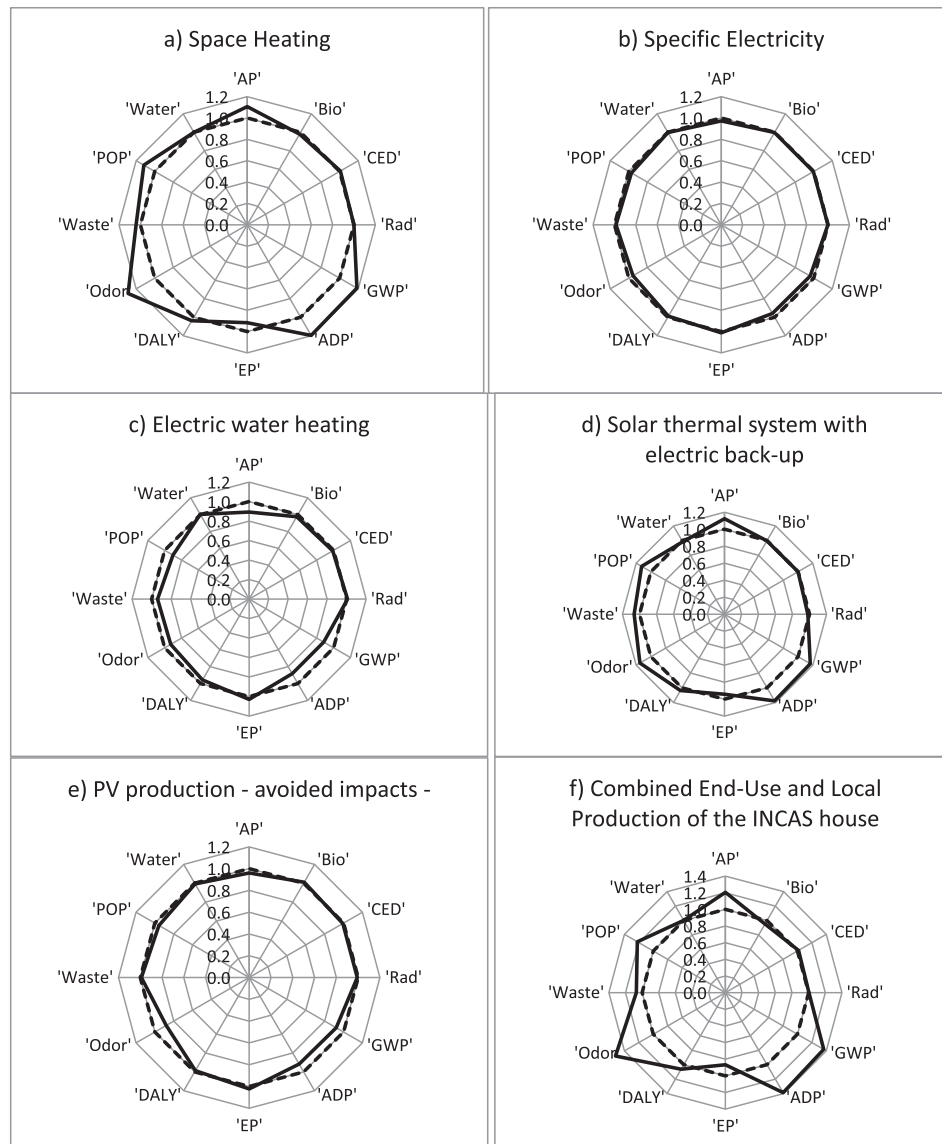 a) Space Heating
'AP'
'Water'
'Bio'
'POP'
'CED'
'Waste'
'Rad'
'Odor
'GWP'
'DALY'
'ADP'
'EP'
1.2
1.0
0.8
0.6
0.4
0.2
0.0
b) Specific Electricity
'AP'
'Water'
'Bio'
'POP'
'CED'
'Waste'
'Rad'
'Odor'
'GWP'
'DALY'
'ADP'
'EP'
1.2
1.0
0.8
0.6
0.4
0.2
0.0
c) Electric water heating
'AP'
'Water'
'Bio'
'POP'
'CED'
'Waste'
'Rad'
'Odor'
'GWP'
'DALY'
'ADP'
'EP'
1.2
1.0
0.8
0.6
0.4
0.2
0.0
d) Solar thermal system with
electric back-up
'AP'
'Water'
'Bio'
'POP'
'CED'
'Waste'
'Rad'
'Odor'
'GWP'
'DALY'
'ADP'
'EP'
1.2
1.0
0.8
0.6
0.4
0.2
0.0
e) PV production - avoided impacts -
'AP'
'Water'
'Bio'
'POP'
'CED'
'Waste'
'Rad'
'Odor'
'GWP'
'DALY'
'ADP'
'EP'
1.2
1.0
0.8
0.6
0.4
0.2
0.0
f) Combined End-Use and Local
Production of the INCAS house
'AP'
'Water'
'Bio'
'POP'
'CED'
'Waste'
'Rad'
'Odor
'GWP'
'DALY'
'ADP'
'EP'
1.4
1.2
1.0
0.8
0.6
0.4
0.2
0.0